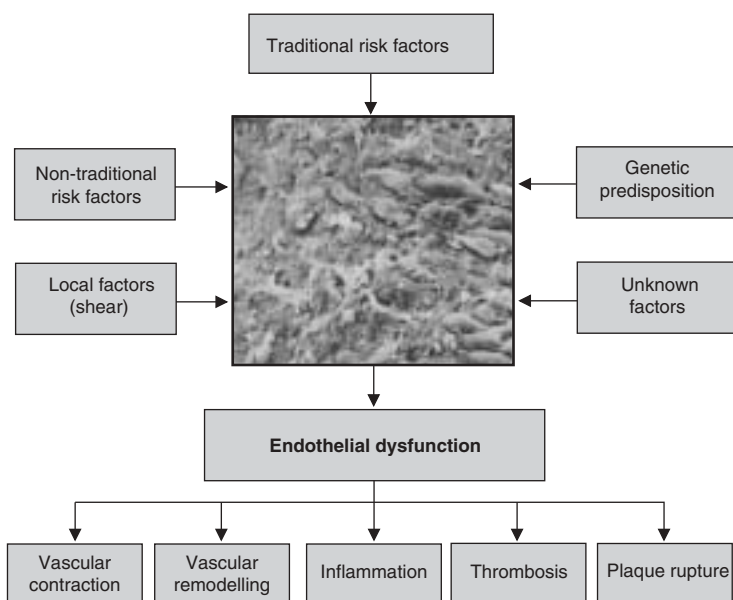 Traditional risk factors
Non-traditional
risk factors
Genetic
predisposition
Local factors
(shear)
Unknown
factors
Endothelial dysfunction
Vascular
contraction
Vascular
remodelling
Inflammation
Thrombosis
Plaque rupture